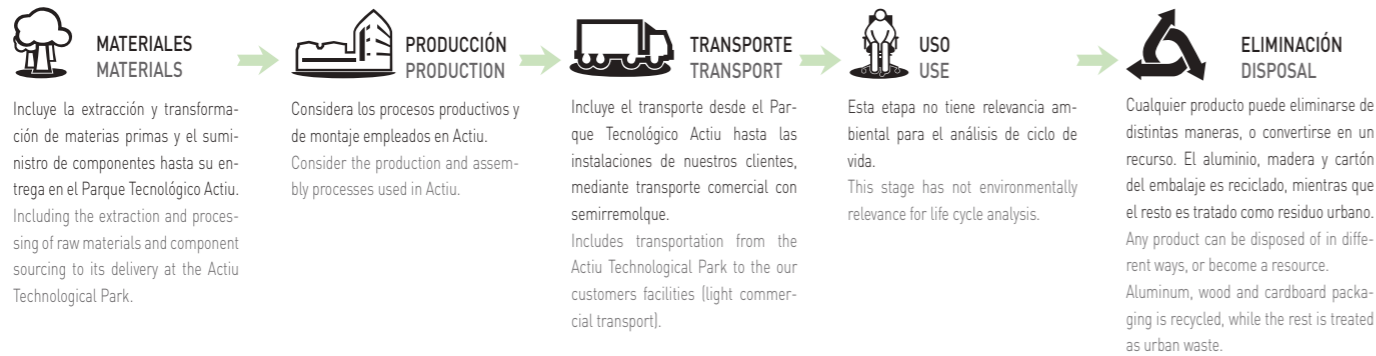 MATERIALES
MATERIALS
Incluye la extracción y transforma-
ción de materias primas y el sumi-
nistro de componentes hasta su en-
trega en el Parque Tecnológico Actiu.
Including the extraction and proces-
sing of raw materials and component
sourcing to its delivery at the Actiu
Technological Park.
PRODUCCIÓN
PRODUCTION
Considera los procesos productivos y
de montaje empleados en Actiu.
Consider the production and assem-
bly processes used in Actiu.
TRANSPORTE
TRANSPORT
Incluye el transporte desde el Par-
que Tecnológico Actiu hasta las
instalaciones de nuestros clientes,
mediante transporte comercial con
semirremolque.
Includes transportation from the
Actiu Technological Park to the our
customers facilities (light commer-
cial transport).
USO
USE
Esta etapa no tiene relevancia am-
biental para el análisis de ciclo de
vida.
This stage has not environmentally
relevance for life cycle analysis.
ELIMINACIÓN
DISPOSAL
Cualquier producto puede eliminarse de
distintas maneras, o convertirse en un
recurso. El aluminio, madera y cartón
del embalaje es reciclado, mientras que
el resto es tratado como residuo urbano.
Any product can be disposed of in diffe-
rent ways, or become a resource.
Aluminum, wood and cardboard packa-
ging is recycled, while the rest is treated
as urban waste.